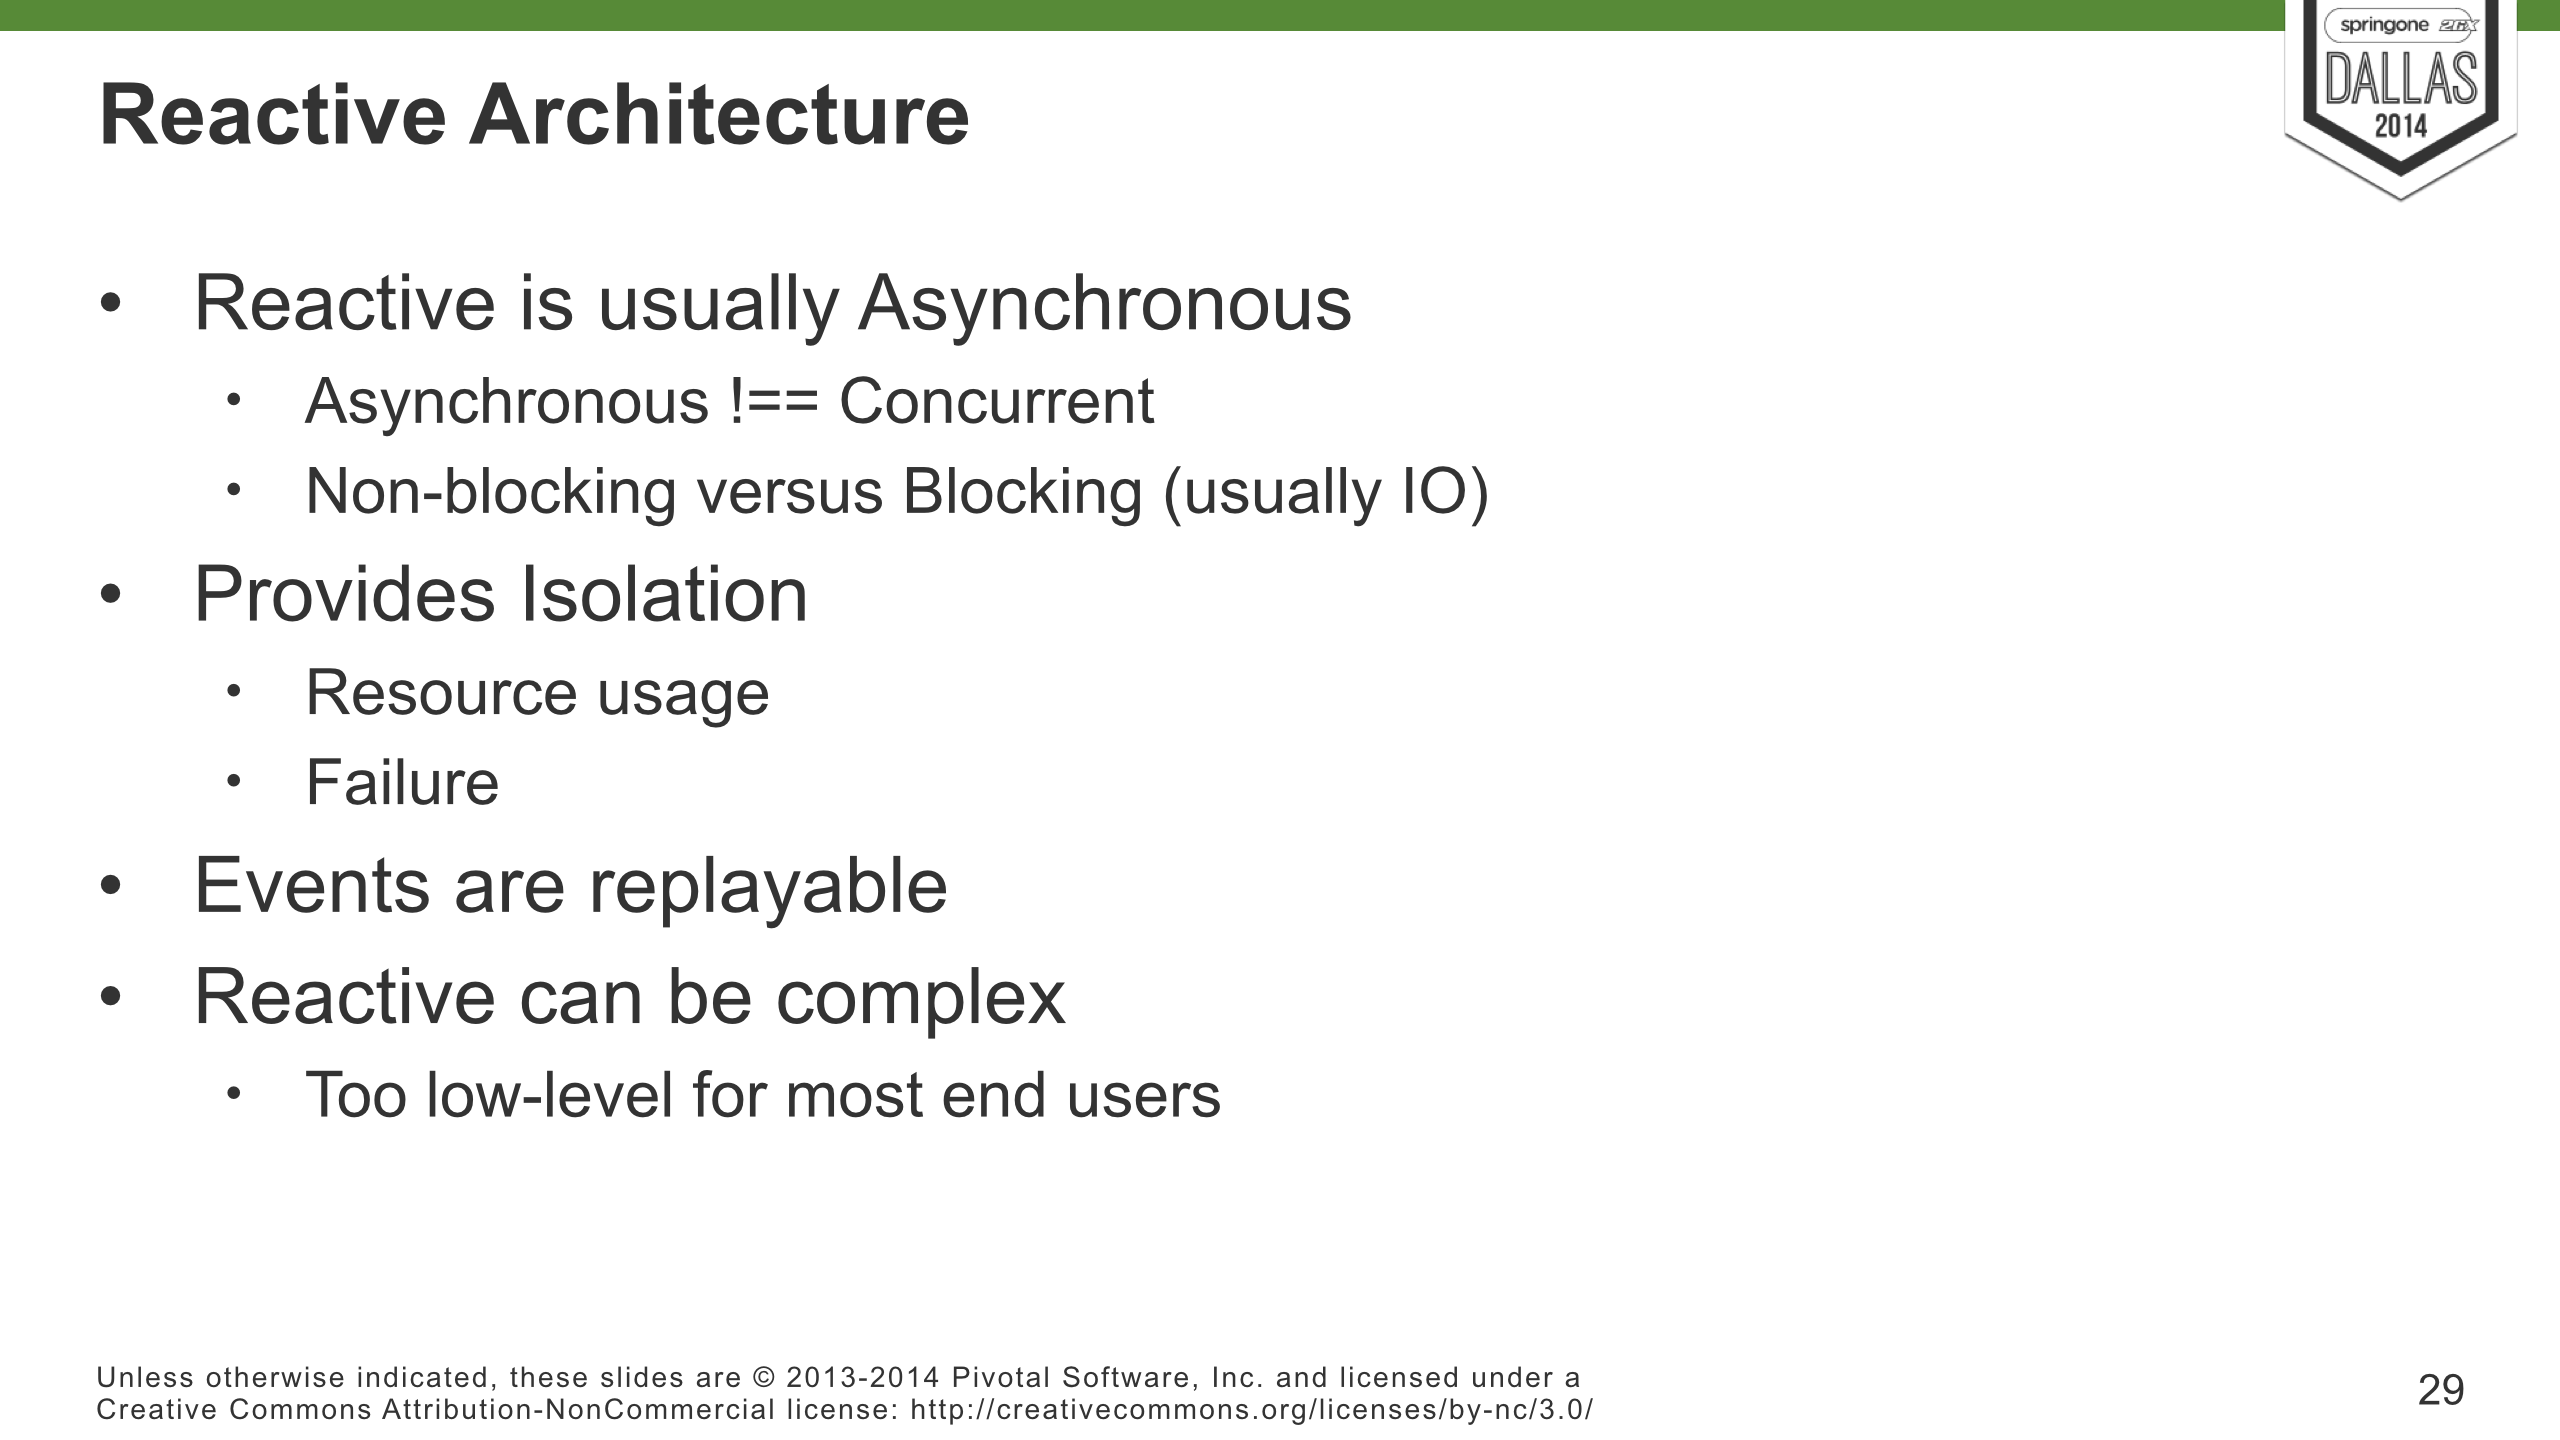 springone 2GX
DALLAS
2014
Reactive Architecture
• Reactive is usually Asynchronous
• Asynchronous !== Concurrent
• Non-blocking versus Blocking (usually IO)
• Provides Isolation
• Resource usage
• Failure
• Events are replayable
• Reactive can be complex
• Too low-level for most end users
Unless otherwise indicated, these slides are © 2013-2014 Pivotal Software, Inc. and licensed under a
Creative Commons Attribution-NonCommercial license: http://creativecommons.org/licenses/by-nc/3.0/
29